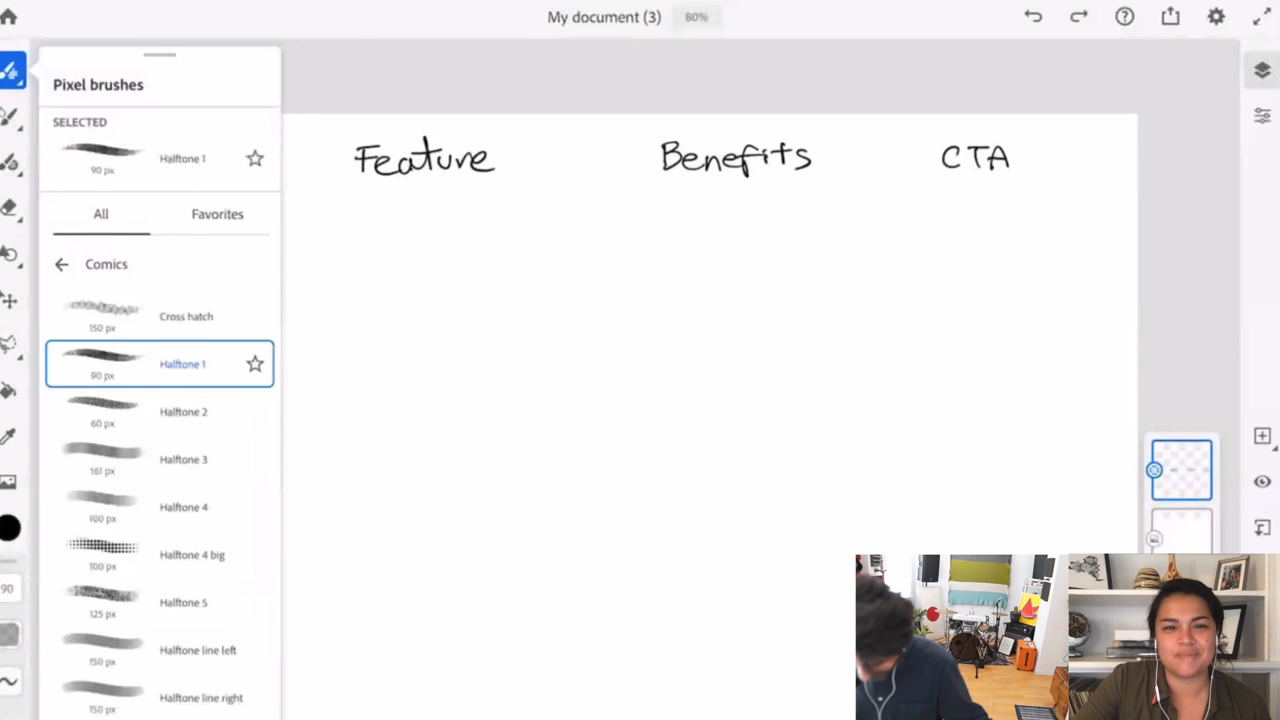 My document (3) 80%
Pixel brushes
SELECTED
Halftone 1
90 px
All Favorites
Comics
Cross hatch
150 px
Halftone 1
90 px
Halftone 2
60 px
Halftone 3
161 px
Halftone 4
100 px
Halftone 4 big
100 px
Halftone 5
125 px
Halftone line left
150 px
Halftone line right
150 px
90
Feature Benefits CTA